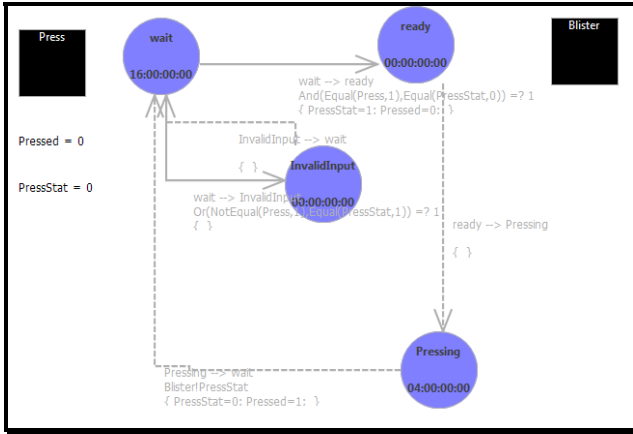 Press
wait
16:00:00:00
ready
00:00:00:00
Blister
wait --> ready
And(Equal(Press,1),Equal(PressStat,0)) =? 1
{ PressStat=1: Pressed=0: }
Pressed = 0
InvalidInput --> wait
{ }
InvalidInput
00:00:00:00
PressStat = 0
wait --> InvalidInput
Or(NotEqual(Press,1),Equal(PressStat,1)) =? 1
{ }
ready --> Pressing
{ }
Pressing
04:00:00:00
Pressing --> wait
Blister!PressStat
{ PressStat=0: Pressed=1: }